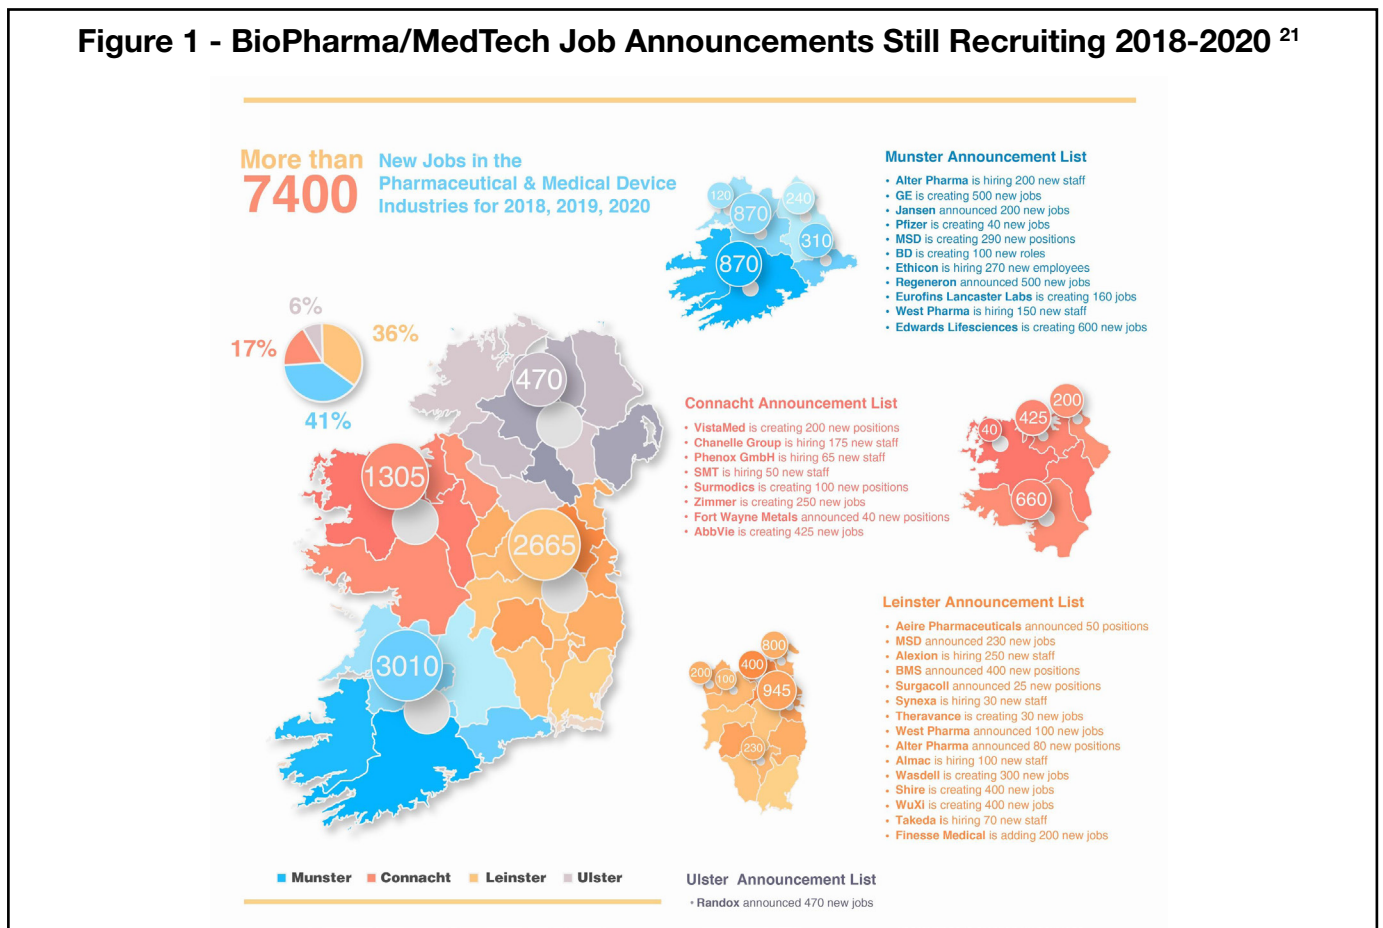 Figure 1 - BioPharma/MedTech Job Announcements Still Recruiting 2018-2020 21
More than
7400
New Jobs in the
Pharmaceutical & Medical Device
Industries for 2018, 2019, 2020
6%
36%
17%
41%
470
1305
2665
3010
Munster
Connacht
Leinster
Ulster
120
870
240
310
870
Munster Announcement List
• Alter Pharma is hiring 200 new staff
• GE is creating 500 new jobs
• Jansen announced 200 new jobs
• Pfizer is creating 40 new jobs
• MSD is creating 290 new positions
• BD is creating 100 new roles
• Ethicon is hiring 270 new employees
• Regeneron announced 500 new jobs
• Eurofins Lancaster Labs is creating 160 jobs
• West Pharma is hiring 150 new staff
• Edwards Lifesciences is creating 600 new jobs
Connacht Announcement List
• VistaMed is creating 200 new positions
• Chanelle Group is hiring 175 new staff
• Phenox GmbH is hiring 65 new staff
• SMT is hiring 50 new staff
• Surmodics is creating 100 new positions
• Zimmer is creating 250 new jobs
• Fort Wayne Metals announced 40 new positions
• AbbVie is creating 425 new jobs
200
425
40
660
Leinster Announcement List
• Aeire Pharmaceuticals announced 50 positions
• MSD announced 230 new jobs
• Alexion is hiring 250 new staff
• BMS announced 400 new positions
• Surgacoll announced 25 new positions
• Synexa is hiring 30 new staff
• Theravance is creating 30 new jobs
• West Pharma announced 100 new jobs
• Alter Pharma announced 80 new positions
• Almac is hiring 100 new staff
• Wasdell is creating 300 new jobs
• Shire is creating 400 new jobs
• WuXi is creating 400 new jobs
• Takeda is hiring 70 new staff
• Finesse Medical is adding 200 new jobs
800
400
200
100
945
230
Ulster Announcement List
• Randox announced 470 new jobs